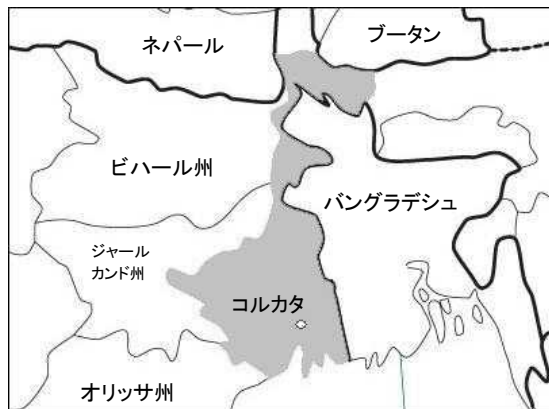 ネパール
ブータン
ビハール州
バングラデシュ
ジャール
カンド州
コルカタ
オリッサ州